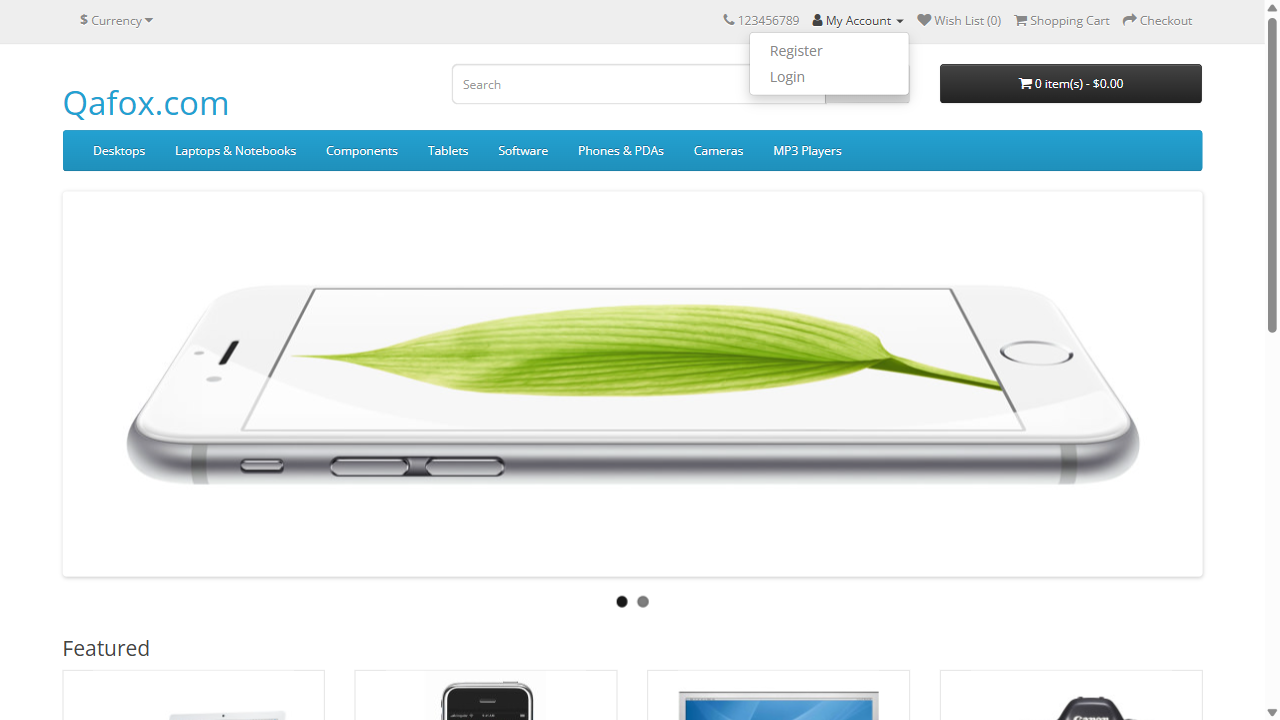 $ Currency
123456789 My Account Wish List (0) Shopping Cart Checkout
Register
Login
Search
0 item(s) - $0.00
Qafox.com
Desktops Laptops & Notebooks Components Tablets Software Phones & PDAs Cameras MP3 Players
Featured
Canon